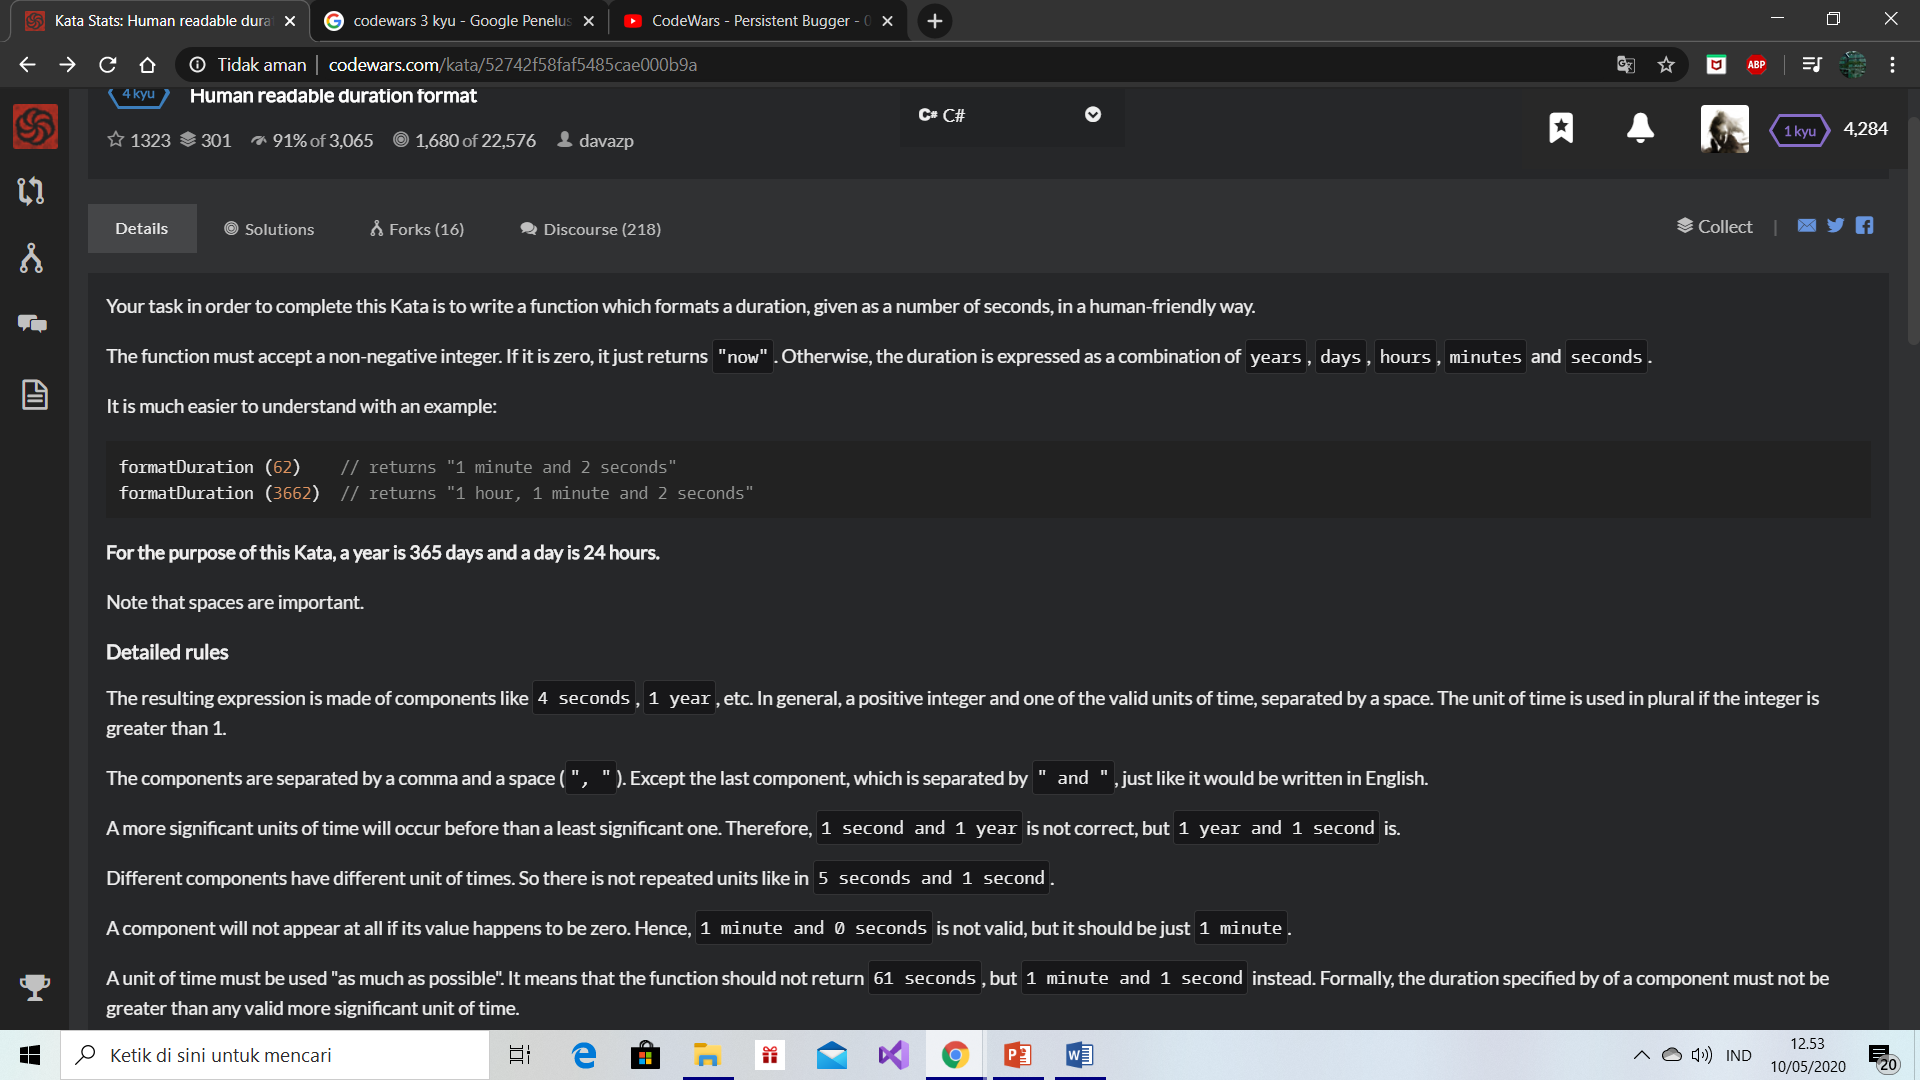 Kata Stats: Human readable dura
codewars 3 kyu - Google Penelus
CodeWars - Persistent Bugger - 0
Tidak aman | codewars.com/kata/52742f58faf5485cae000b9a
ABP
4 kyu Human readable duration format
C# C#
1323 301 91% of 3,065 1,680 of 22,576 davazp
1 kyu 4,284
Details Solutions Forks (16) Discourse (218) Collect |
Your task in order to complete this Kata is to write a function which formats a duration, given as a number of seconds, in a human-friendly way.
The function must accept a non-negative integer. If it is zero, it just returns "now". Otherwise, the duration is expressed as a combination of years, days, hours, minutes and seconds.
It is much easier to understand with an example:
formatDuration (62) // returns "1 minute and 2 seconds"
formatDuration (3662) // returns "1 hour, 1 minute and 2 seconds"
For the purpose of this Kata, a year is 365 days and a day is 24 hours.
Note that spaces are important.
Detailed rules
The resulting expression is made of components like 4 seconds, 1 year, etc. In general, a positive integer and one of the valid units of time, separated by a space. The unit of time is used in plural if the integer is
greater than 1.
The components are separated by a comma and a space (", "). Except the last component, which is separated by " and ", just like it would be written in English.
A more significant units of time will occur before than a least significant one. Therefore, 1 second and 1 year is not correct, but 1 year and 1 second is.
Different components have different unit of times. So there is not repeated units like in 5 seconds and 1 second.
A component will not appear at all if its value happens to be zero. Hence, 1 minute and 0 seconds is not valid, but it should be just 1 minute.
A unit of time must be used "as much as possible". It means that the function should not return 61 seconds, but 1 minute and 1 second instead. Formally, the duration specified by of a component must not be
greater than any valid more significant unit of time.
Ketik di sini untuk mencari
IND
12.53
10/05/2020
20